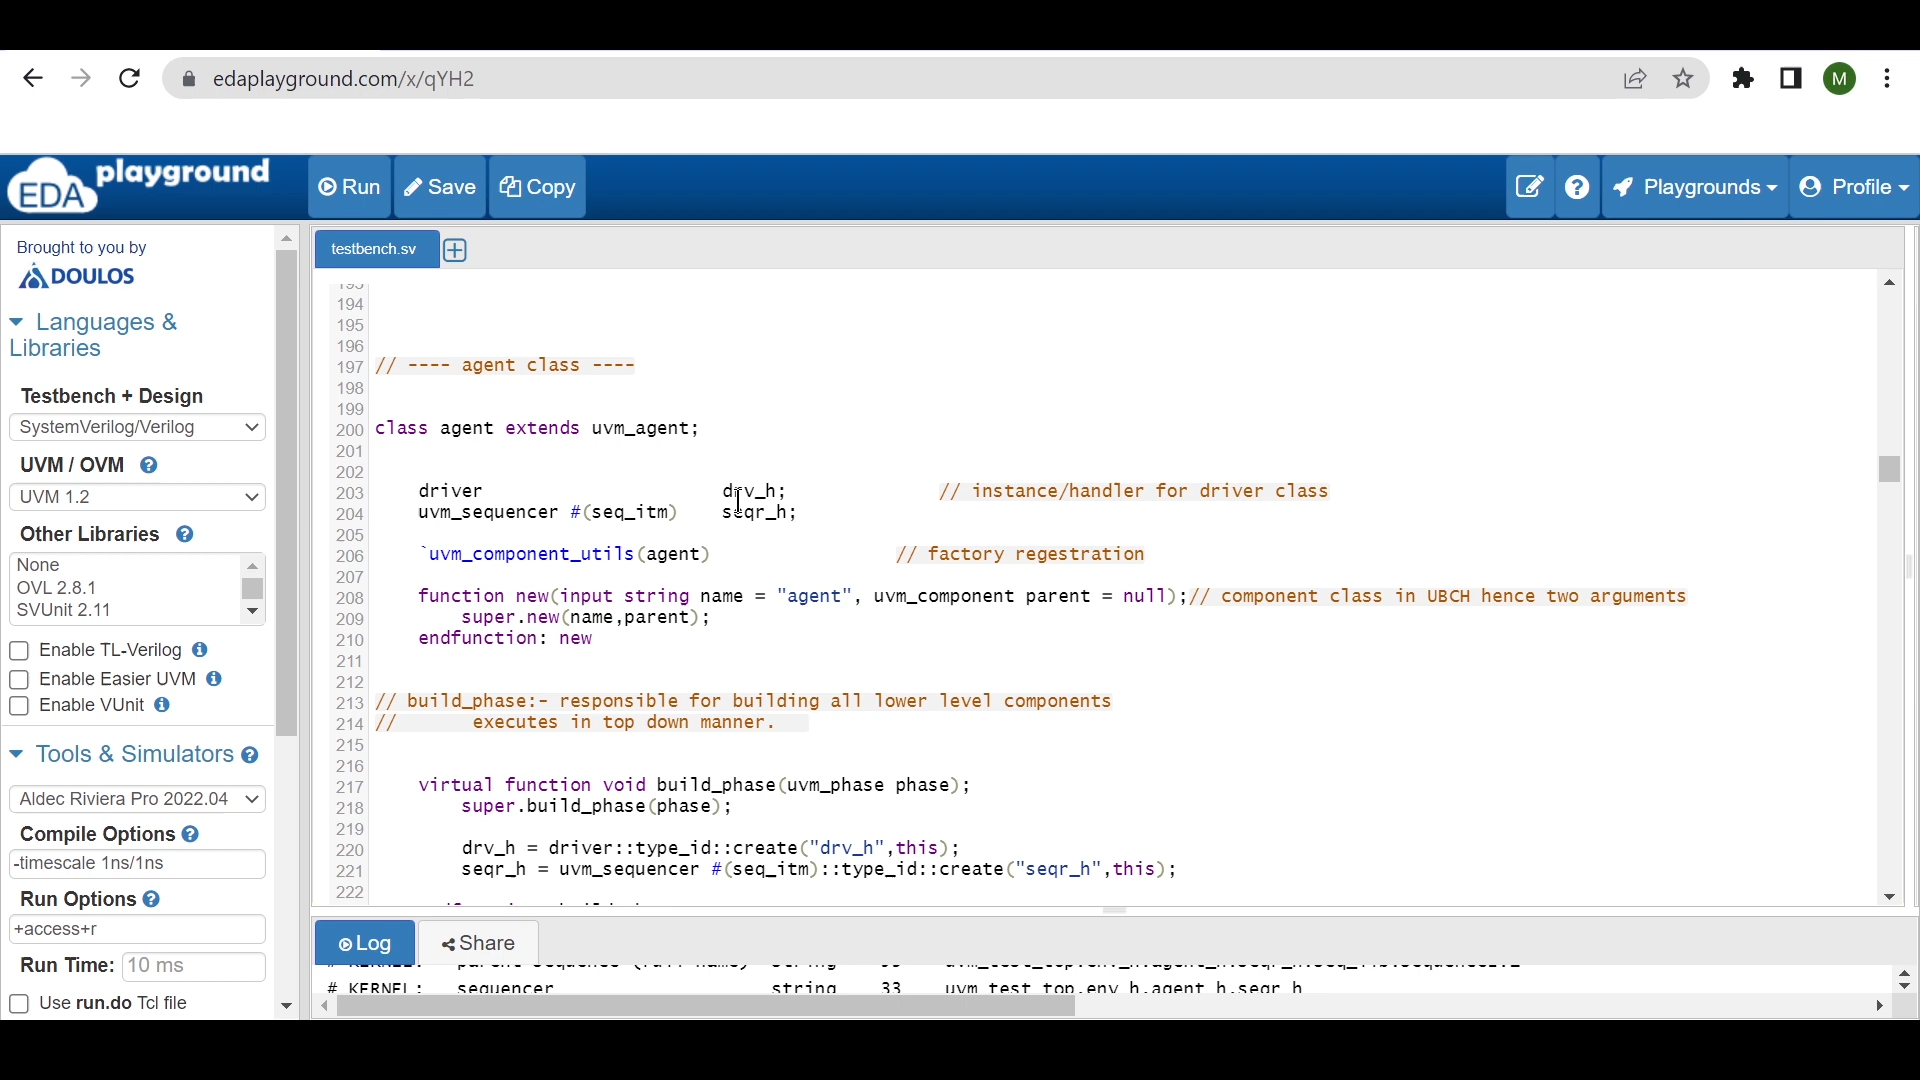 edaplayground.com/x/qYH2
M
EDA playground
Run
Save
Copy
Playgrounds
Profile
Brought to you by
DOULOS
Languages &
Libraries
Testbench + Design
SystemVerilog/Verilog
UVM / OVM
UVM 1.2
Other Libraries
None
OVL 2.8.1
SVUnit 2.11
Enable TL-Verilog
Enable Easier UVM
Enable VUnit
Tools & Simulators
Aldec Riviera Pro 2022.04
Compile Options
-timescale 1ns/1ns
Run Options
+access+r
Run Time: 10 ms
Use run.do Tcl file
testbench.sv
193
194
195
196
197 // ---- agent class ----
198
199
200 class agent extends uvm_agent;
201
202
203 driver drv_h; // instance/handler for driver class
204 uvm_sequencer #(seq_itm) seqr_h;
205
206 `uvm_component_utils(agent) // factory regestration
207
208 function new(input string name = "agent", uvm_component parent = null);// component class in UBCH hence two arguments
209 super.new(name,parent);
210 endfunction: new
211
212
213 // build_phase:- responsible for building all lower level components
214 // executes in top down manner.
215
216
217 virtual function void build_phase(uvm_phase phase);
218 super.build_phase(phase);
219
220 drv_h = driver::type_id::create("drv_h",this);
221 seqr_h = uvm_sequencer #(seq_itm)::type_id::create("seqr_h",this);
222
Log
Share
# KERNEL: sequencer string 33 uvm_test_top.env_h.agent_h.seqr_h